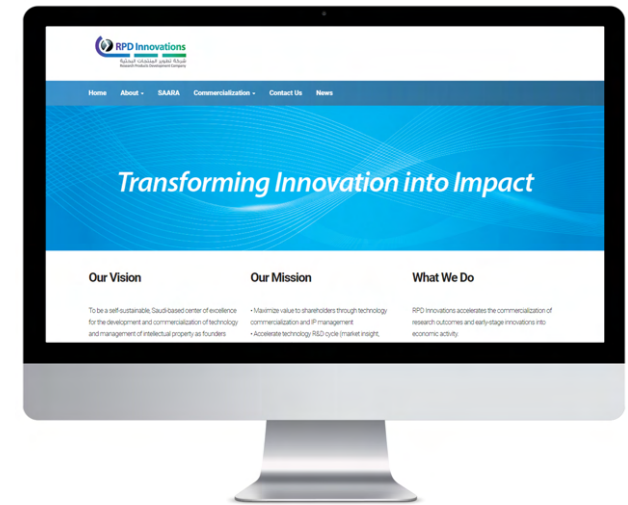 RPD Innovations
شركة تطوير المنتجات البحثية
Research Products Development Company
Home About SAARA Commercialization Contact Us News
Transforming Innovation into Impact
Our Vision
To be a self-sustainable, Saudi-based center of excellence
for the development and commercialization of technology
and management of intellectual property as founders
Our Mission
• Maximize value to shareholders through technology
commercialization and IP management
• Accelerate technology R&D cycle (market insight,
What We Do
RPD Innovations accelerates the commercialization of
research outcomes and early-stage innovations into
economic activity.